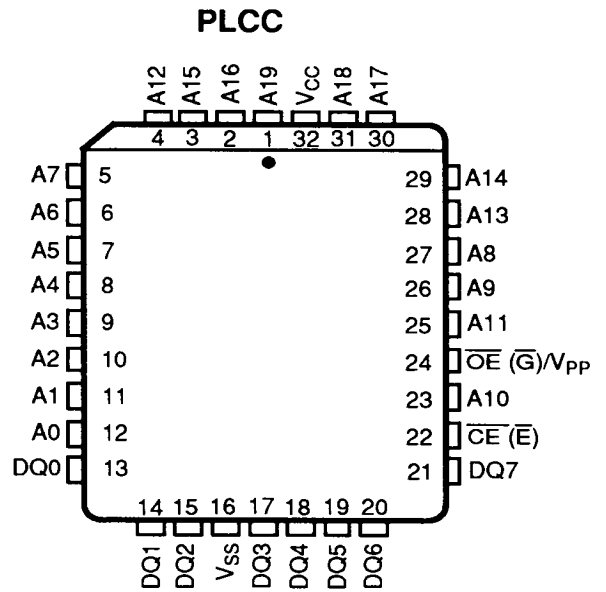 PLCC
A12 A15 A16 A19 VCC A18 A17
4 3 2 1 32 31 30
A7 5 29 A14
A6 6 28 A13
A5 7 27 A8
A4 8 26 A9
A3 9 25 A11
A2 10 24 O̅E̅ (G̅)/VPP
A1 11 23 A10
A0 12 22 C̅E̅ (E̅)
DQ0 13 21 DQ7
14 15 16 17 18 19 20
DQ1 DQ2 VSS DQ3 DQ4 DQ5 DQ6